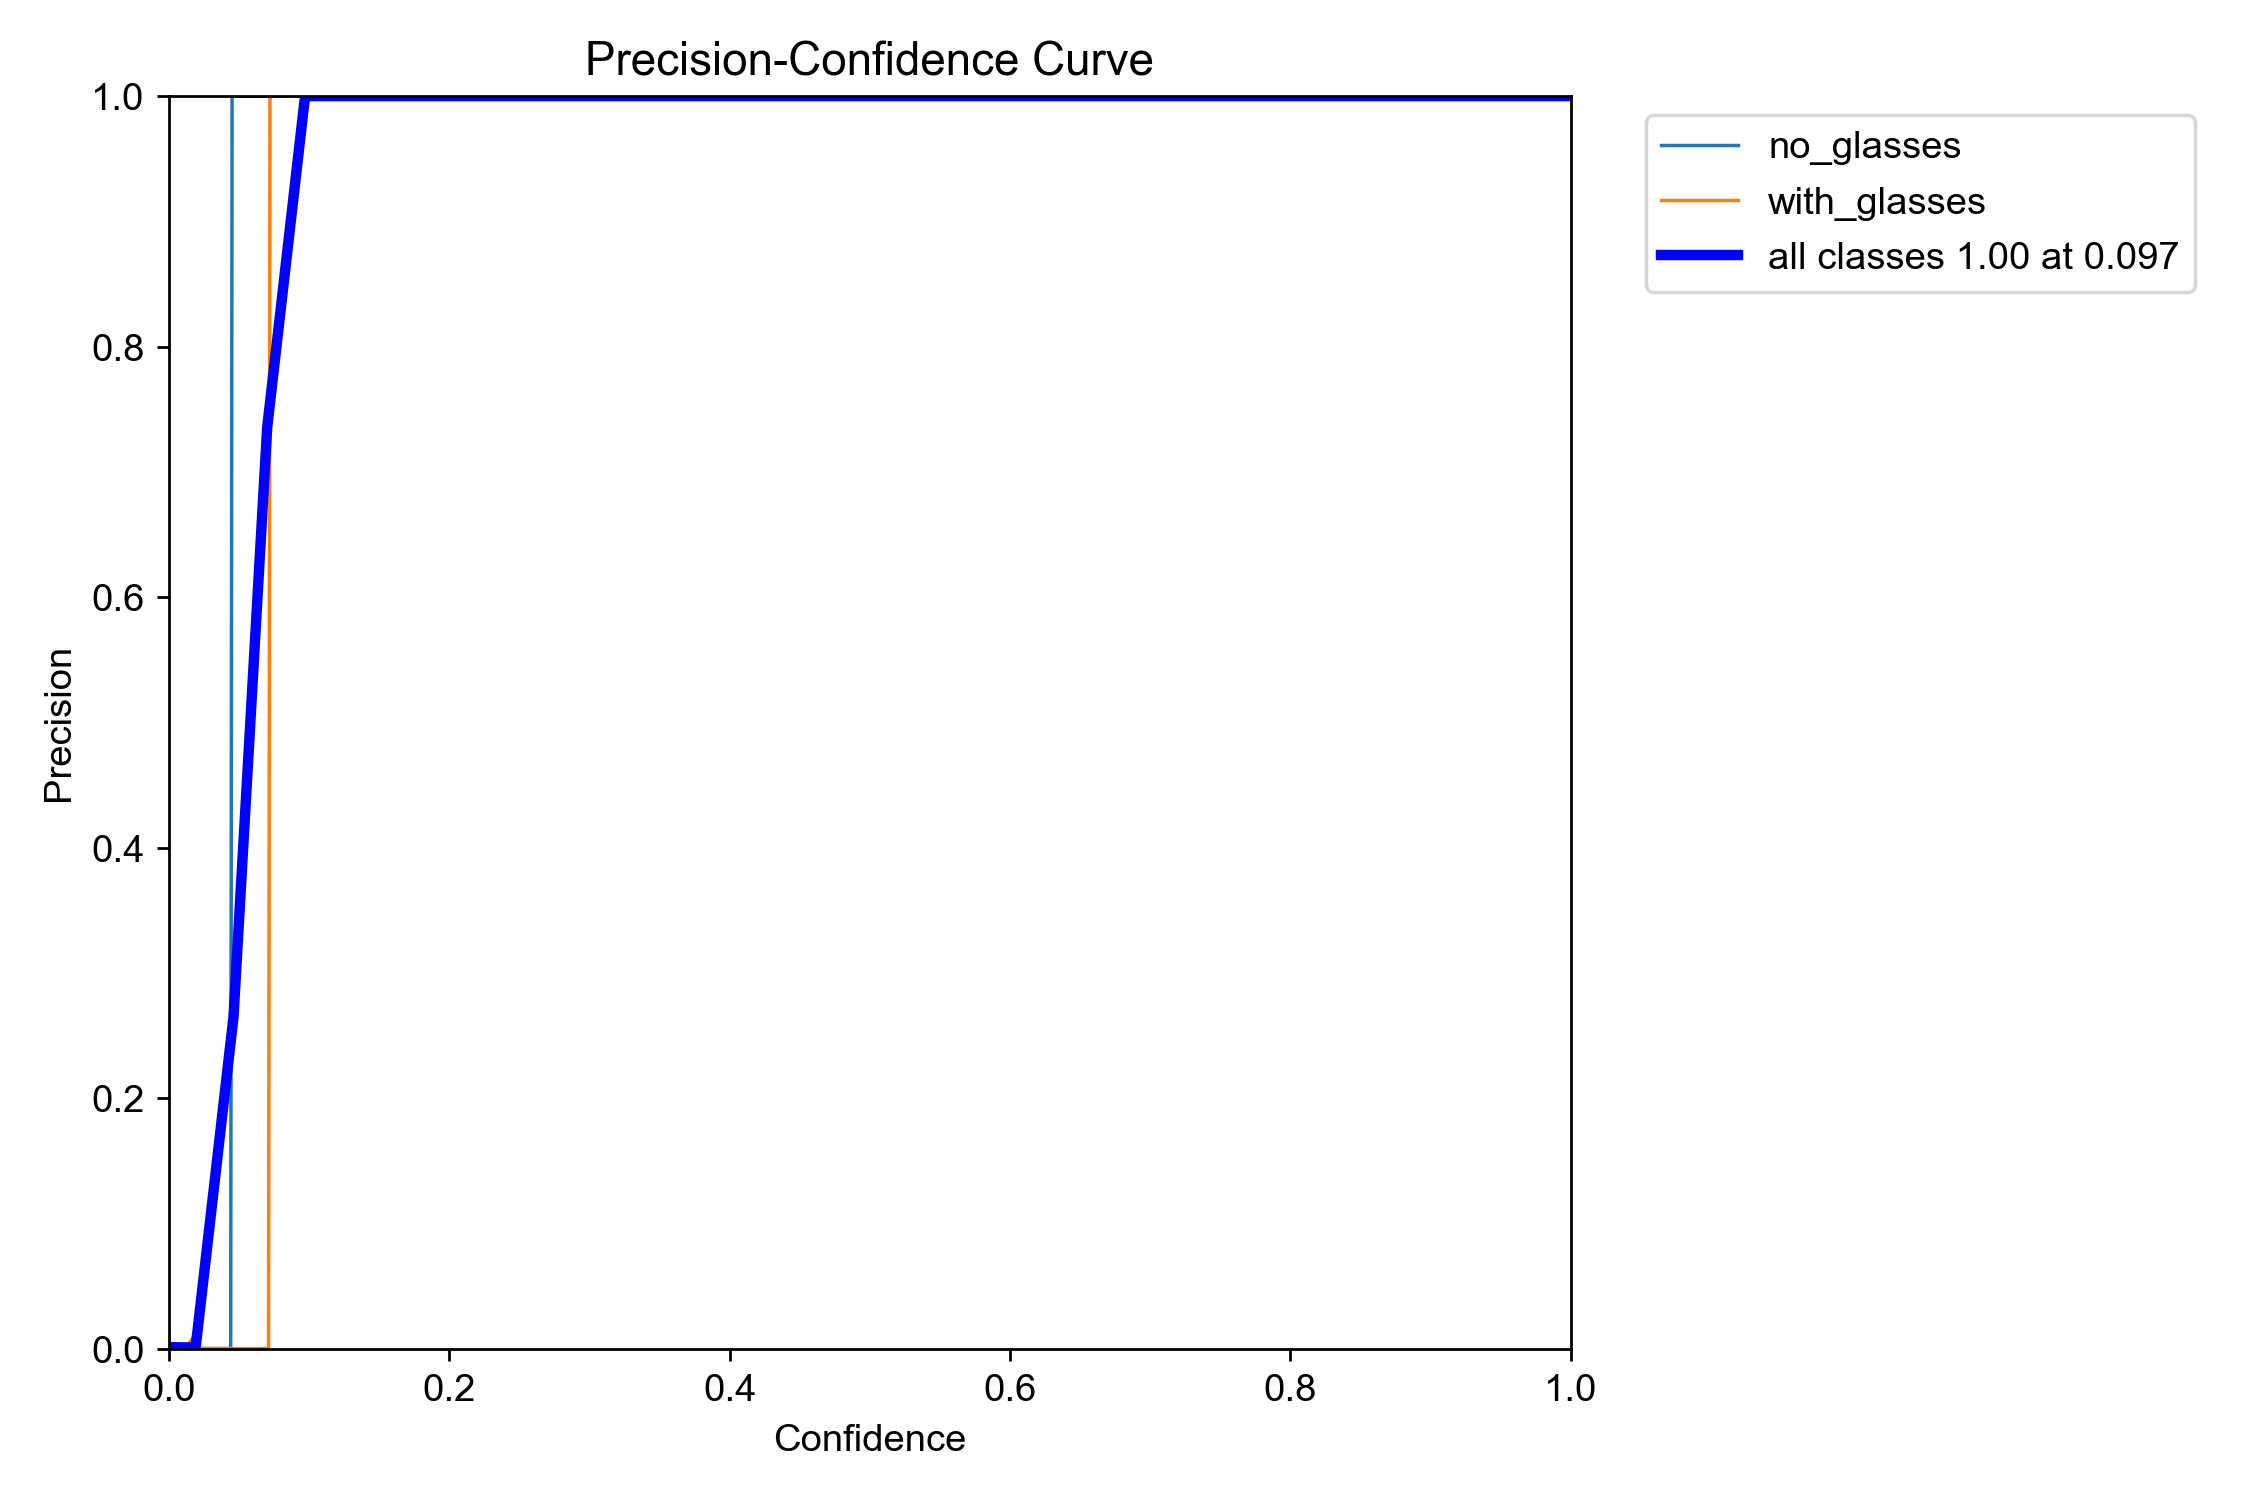 Precision-Confidence Curve
1.0
0.8
0.6
0.4
0.2
0.0
Precision
0.0 0.2 0.4 0.6 0.8 1.0
Confidence
no_glasses
with_glasses
all classes 1.00 at 0.097